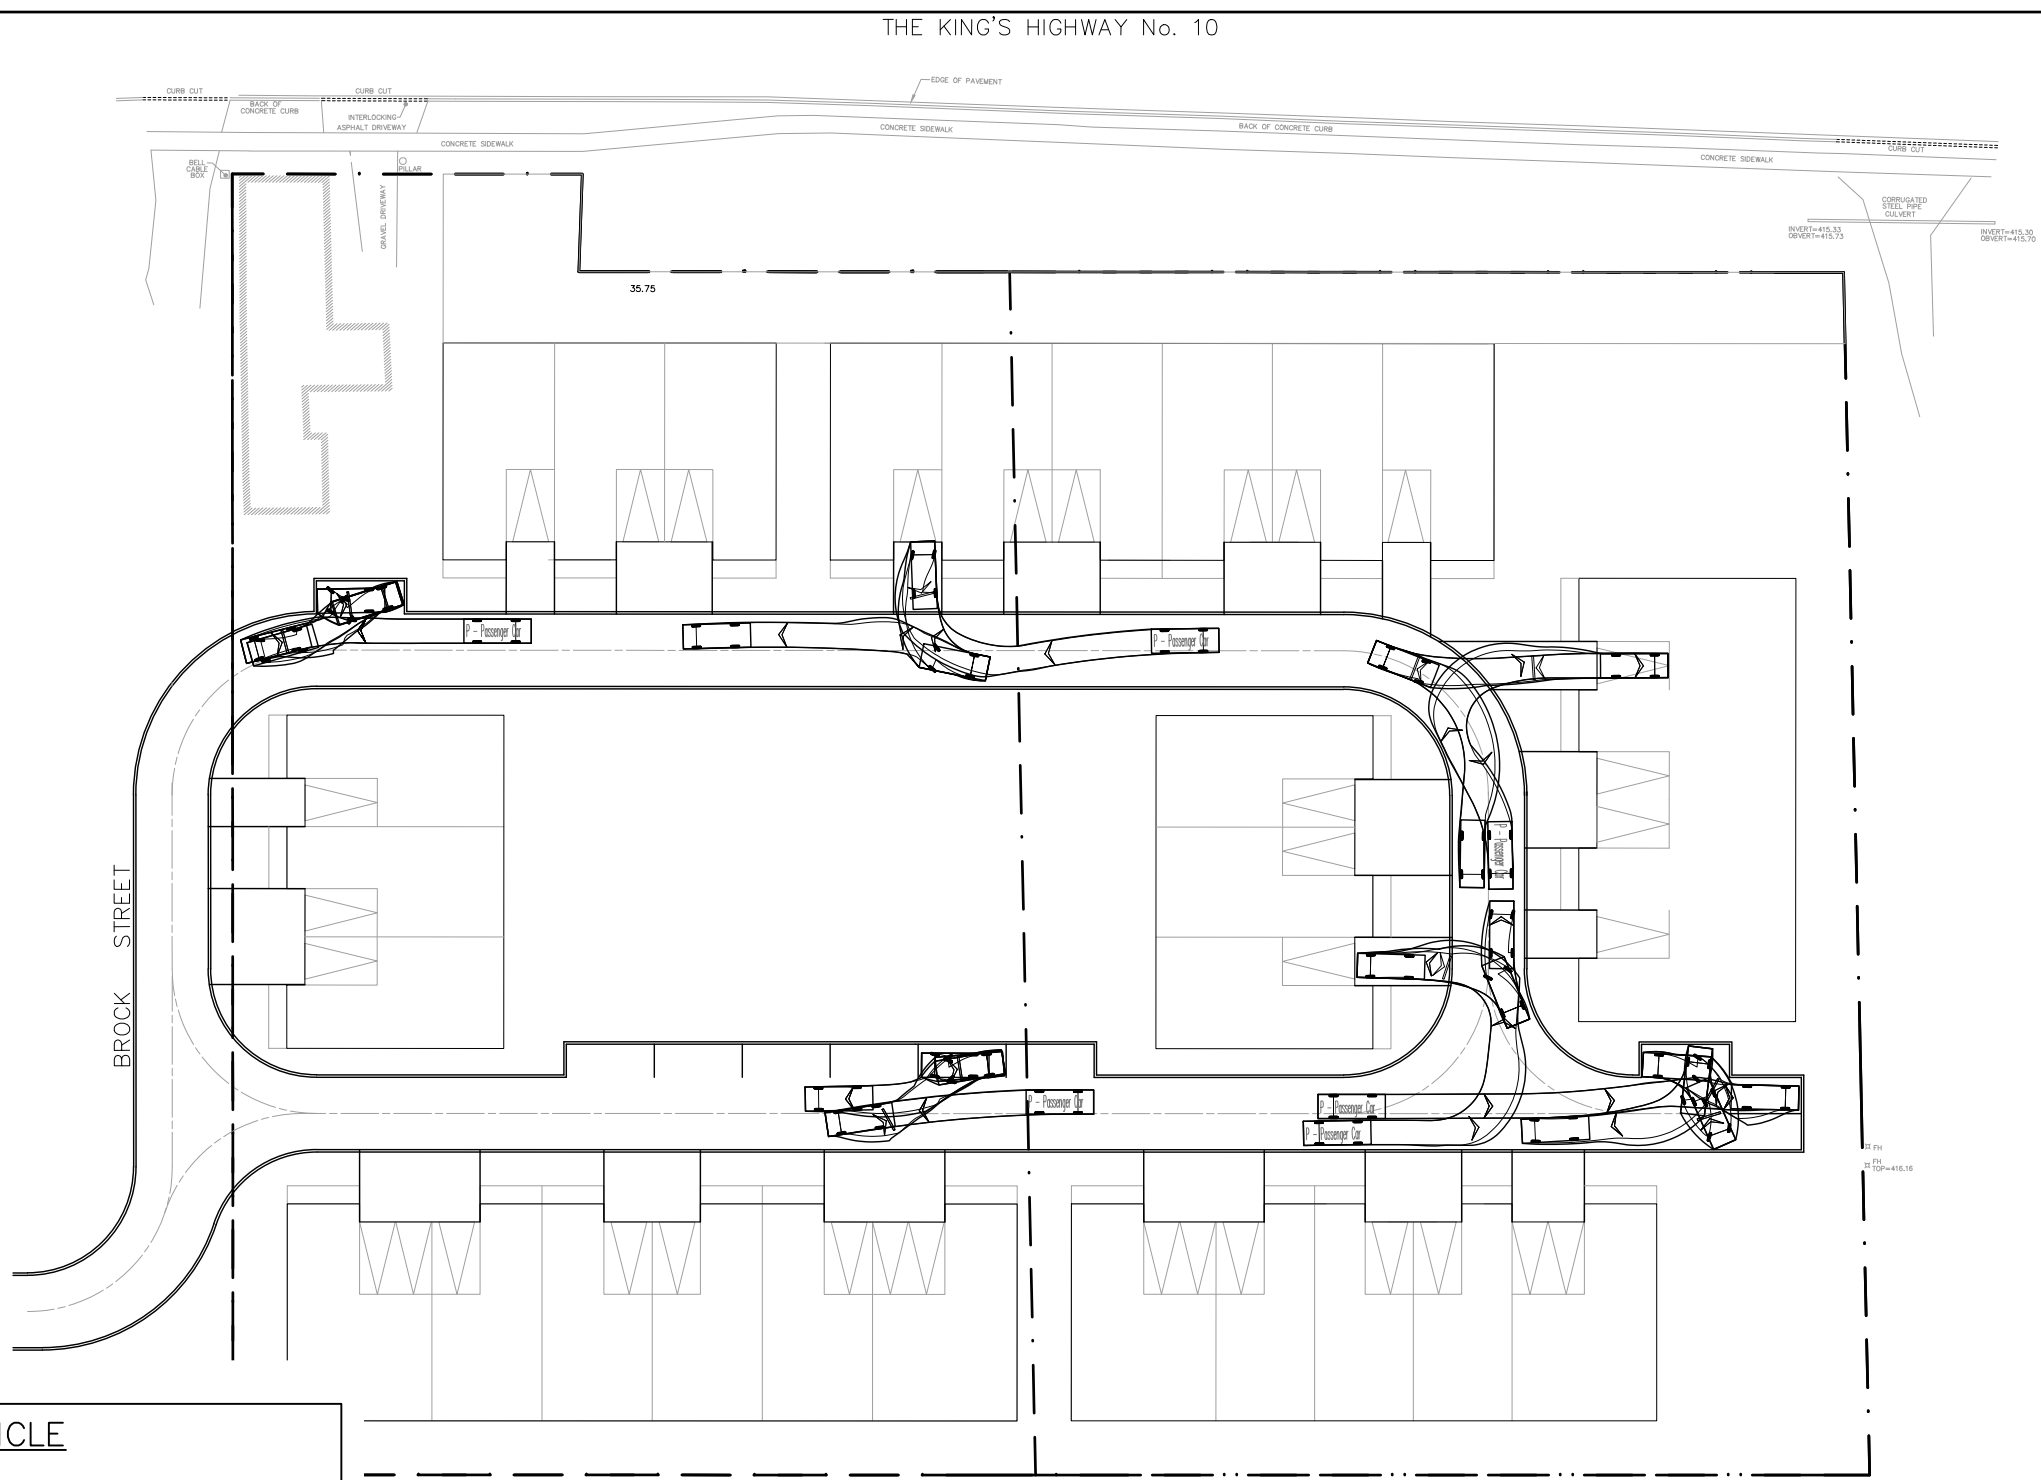 THE KING'S HIGHWAY No. 10
EDGE OF PAVEMENT
CURB CUT
CURB CUT
BACK OF
CONCRETE CURB
INTERLOCKING
ASPHALT DRIVEWAY
CONCRETE SIDEWALK
CONCRETE SIDEWALK
BACK OF CONCRETE CURB
CURB CUT
CONCRETE SIDEWALK
BELL
CABLE
BOX
PILLAR
GRAVEL DRIVEWAY
CORRUGATED
STEEL PIPE
CULVERT
INVERT=415.33
OBVERT=415.73
INVERT=415.30
OBVERT=415.70
35.75
P - Passenger Car
P - Passenger Car
P - Passenger Car
BROCK STREET
P - Passenger Car
P - Passenger Car
P - Passenger Car
FH
FH
TOP=416.16
ICLE